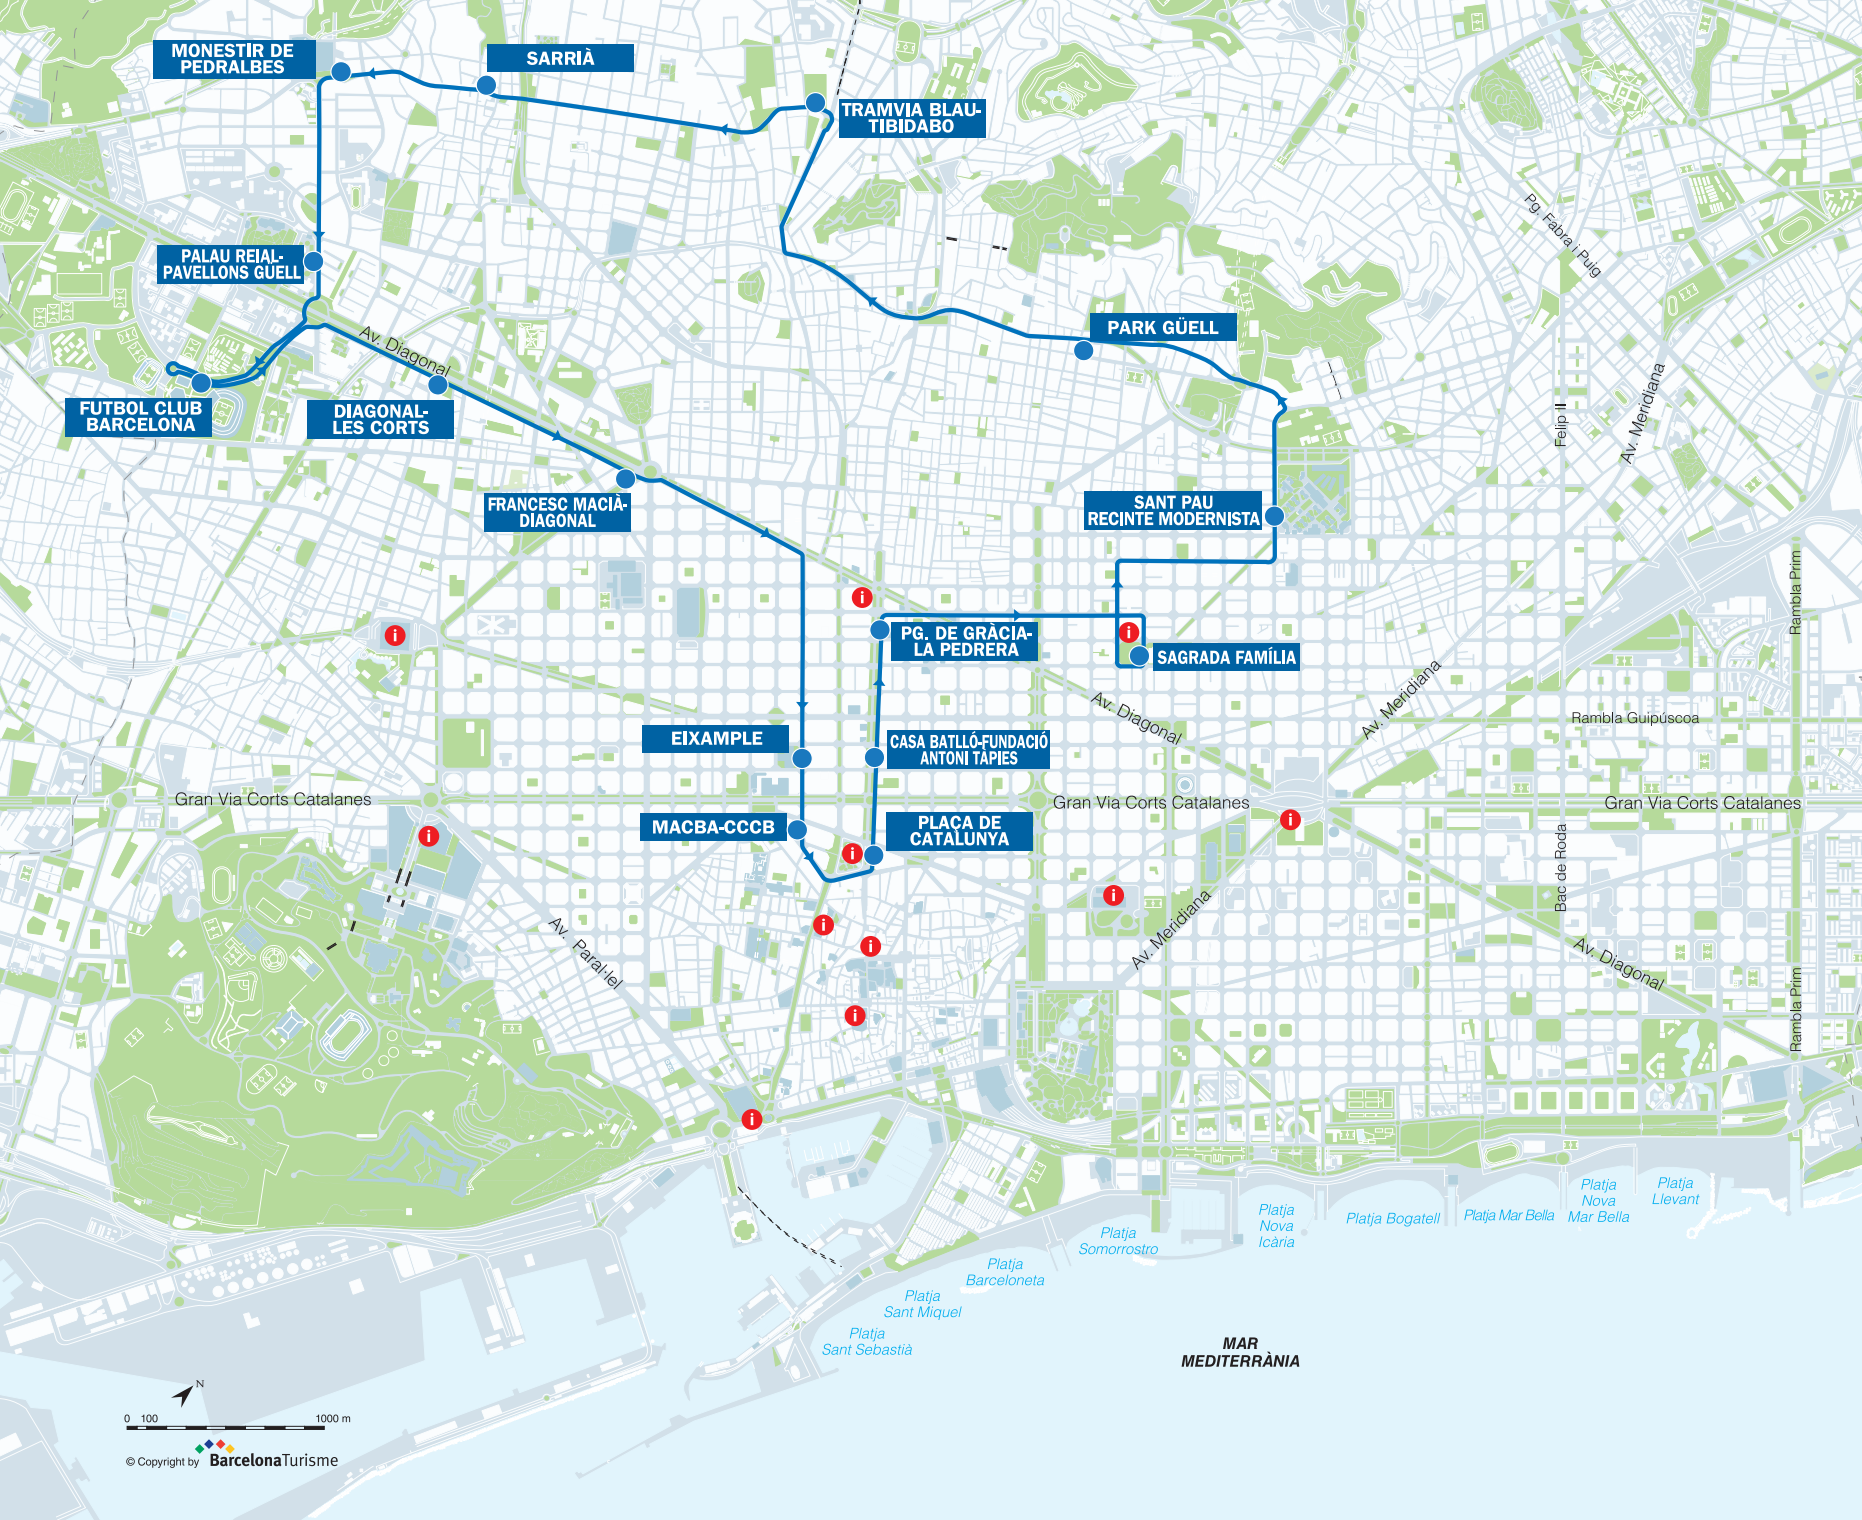 MONESTIR DE
PEDRALBES
SARRIÀ
TRAMVIA BLAU-
TIBIDABO
Pg. Fabra i Puig
PALAU REIAL-
PAVELLONS GÜELL
PARK GÜELL
Av. Diagonal
Av. Meridiana
Felip II
FUTBOL CLUB
BARCELONA
DIAGONAL-
LES CORTS
FRANCESC MACIÀ-
DIAGONAL
SANT PAU
RECINTE MODERNISTA
Rambla Prim
i
i
i
PG. DE GRÀCIA-
LA PEDRERA
SAGRADA FAMÍLIA
Av. Diagonal
Av. Meridiana
Rambla Guipúscoa
EIXAMPLE
CASA BATLLÓ-FUNDACIÓ
ANTONI TÀPIES
Gran Via Corts Catalanes
Gran Via Corts Catalanes
Gran Via Corts Catalanes
MACBA-CCCB
PLAÇA DE
CATALUNYA
i
i
i
i
Bac de Roda
Av. Paral·lel
i
i
Av. Meridiana
Av. Diagonal
Rambla Prim
i
i
Platja
Llevant
Platja
Nova
Mar Bella
Platja Mar Bella
Platja Bogatell
Platja
Nova
Icària
Platja
Somorrostro
Platja
Barceloneta
Platja
Sant Miquel
Platja
Sant Sebastià
MAR
MEDITERRÀNIA
N
0 100 1000 m
© Copyright by BarcelonaTurisme